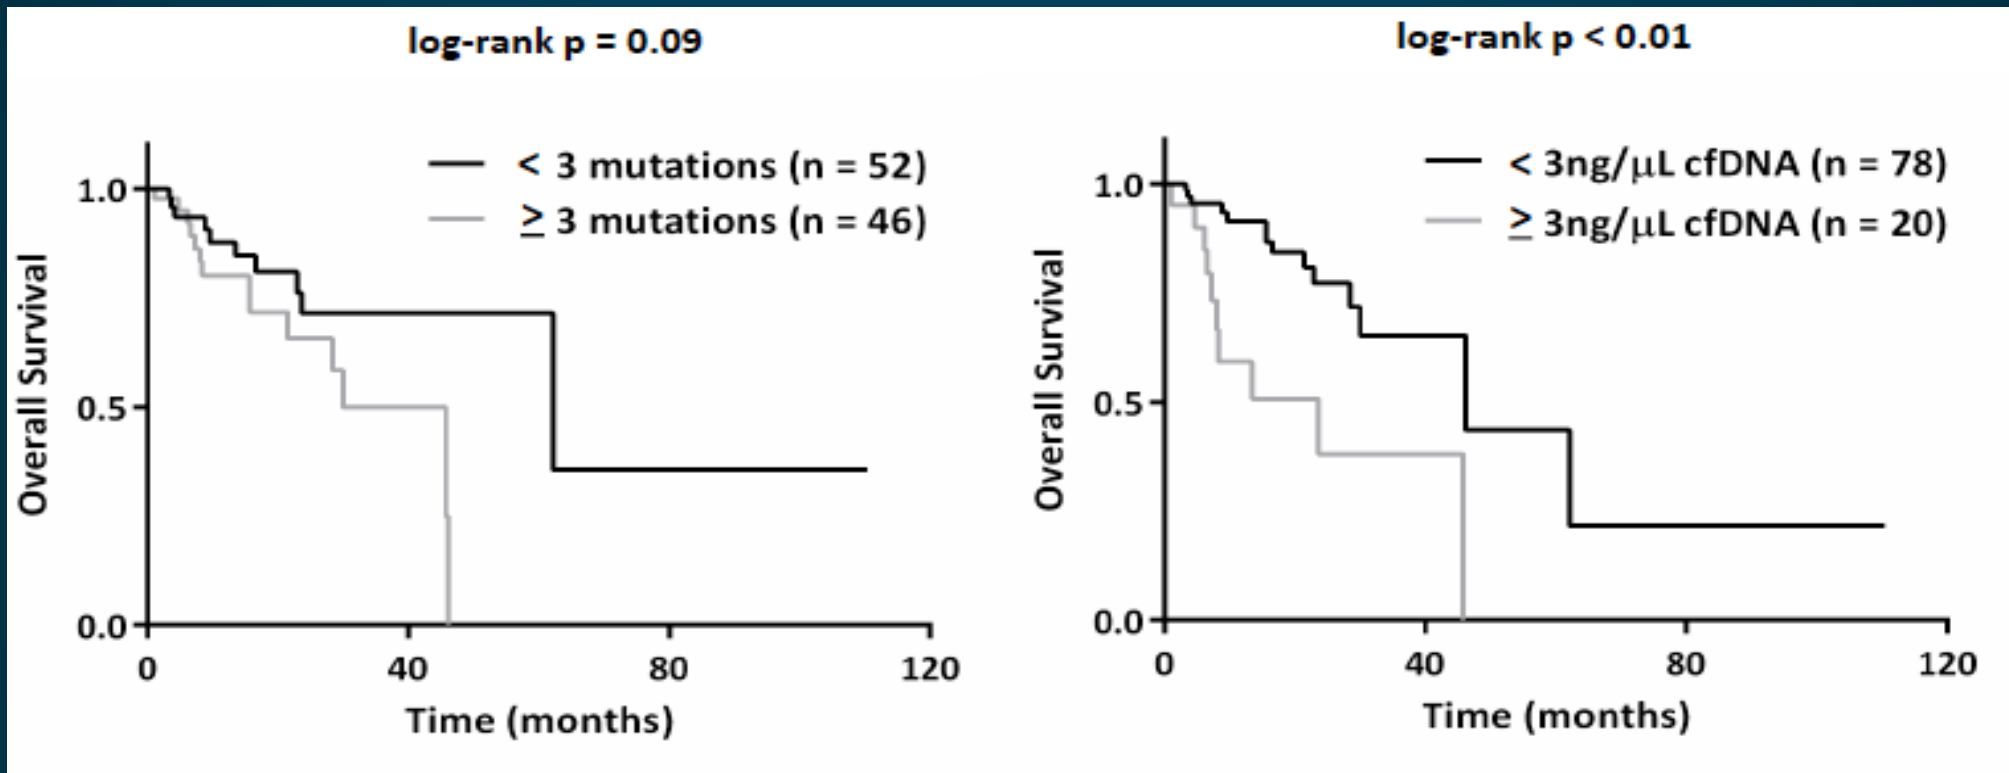 log-rank p = 0.09
< 3 mutations (n = 52)
≥ 3 mutations (n = 46)
1.0
0.5
0.0
Overall Survival
0
40
80
120
Time (months)
log-rank p < 0.01
< 3ng/μL cfDNA (n = 78)
≥ 3ng/μL cfDNA (n = 20)
1.0
0.5
0.0
Overall Survival
0
40
80
120
Time (months)